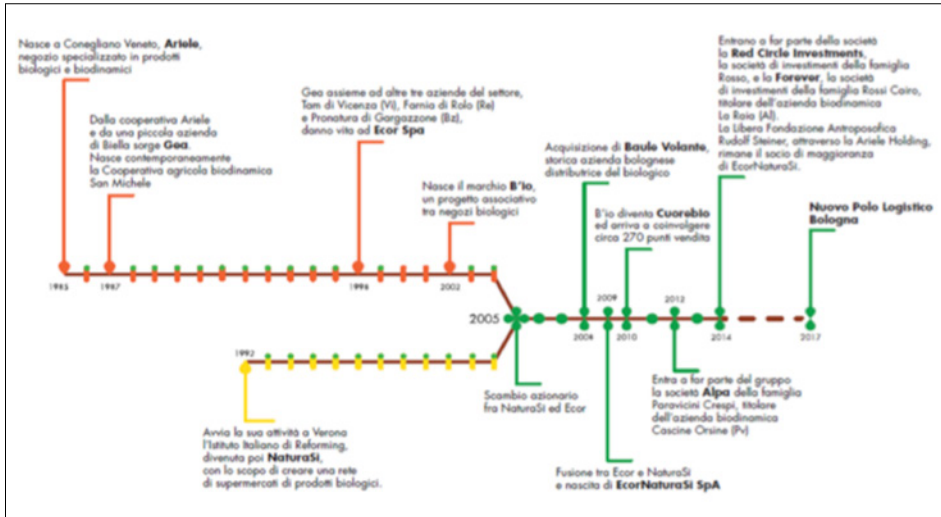 Nasce a Conegliano Veneto, Ariele,
negozio specializzato in prodotti
biologici e biodinamici
Dalla cooperativa Ariele
e da una piccola azienda
di Biella sorge Gea.
Nasce contemporaneamente
la Cooperativa agricola biodinamica
San Michele
Gea assieme ad altre tre aziende del settore,
Tam di Vicenza (Vi), Farnia di Rolo (Re)
e Pronatura di Gargazzone (Bz),
danno vita ad Ecor Spa
Nasce il marchio B'io,
un progetto associativo
tra negozi biologici
Acquisizione di Baule Volante,
storica azienda bolognese
distributrice del biologico
B'io diventa Cuorebio
ed arriva a coinvolgere
circa 270 punti vendita
Entrano a far parte della società
la Red Circle Investments,
la società di investimenti della famiglia
Rosso, e la Forever, la società
di investimenti della famiglia Rossi Cairo,
titolare dell'azienda biodinamica
La Raia (Al).
La Libera Fondazione Antroposofica
Rudolf Steiner, attraverso la Ariele Holding,
rimane il socio di maggioranza
di EcorNaturaSì.
Nuovo Polo Logistico
Bologna
1985
1987
1998
2002
1992
2005
2008
2009
2010
2012
2014
2017
Avvia la sua attività a Verona
l'Istituto Italiano di Reforming,
divenuta poi NaturaSì,
con lo scopo di creare una rete
di supermercati di prodotti biologici.
Scambio azionario
fra NaturaSì ed Ecor
Fusione tra Ecor e NaturaSì
e nascita di EcorNaturaSì SpA
Entra a far parte del gruppo
la società Alpa della famiglia
Paravicini Crespi, titolare
dell'azienda biodinamica
Cascine Orsine (Pv)